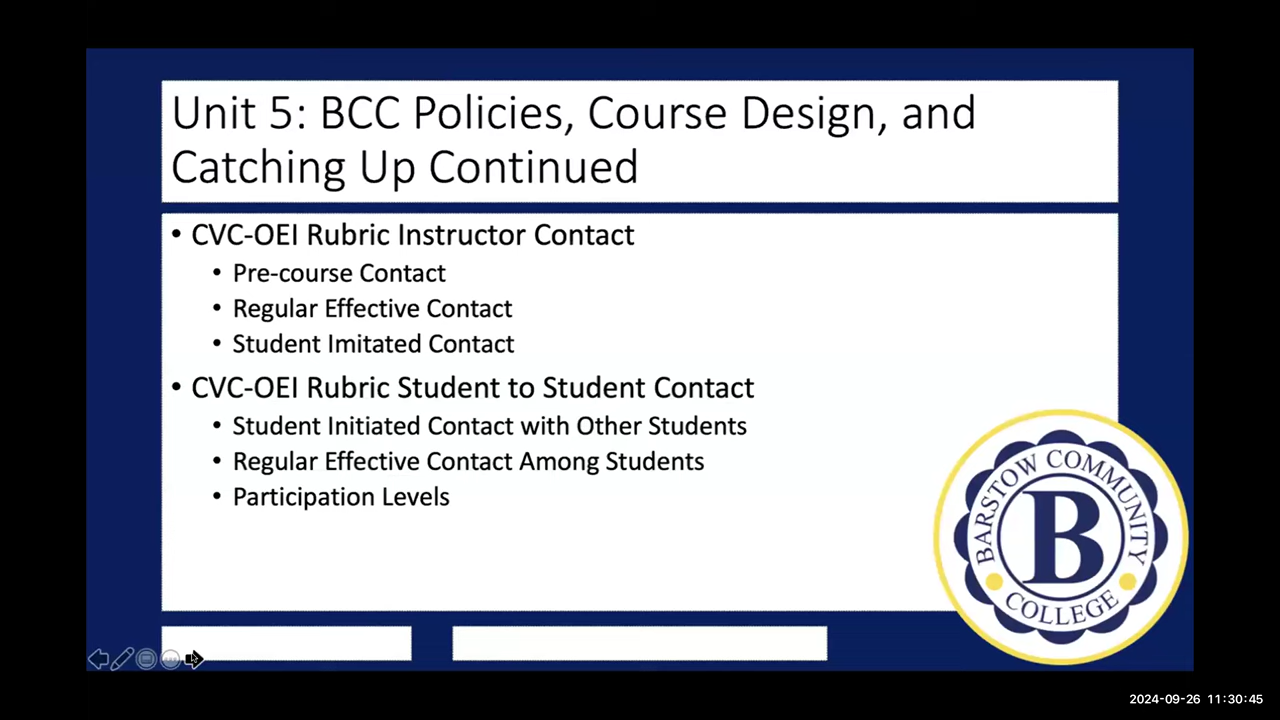 Unit 5: BCC Policies, Course Design, and
Catching Up Continued
• CVC-OEI Rubric Instructor Contact
• Pre-course Contact
• Regular Effective Contact
• Student Imitated Contact
• CVC-OEI Rubric Student to Student Contact
• Student Initiated Contact with Other Students
• Regular Effective Contact Among Students
• Participation Levels
BARSTOW COMMUNITY
B
COLLEGE
2024-09-26 11:30:45